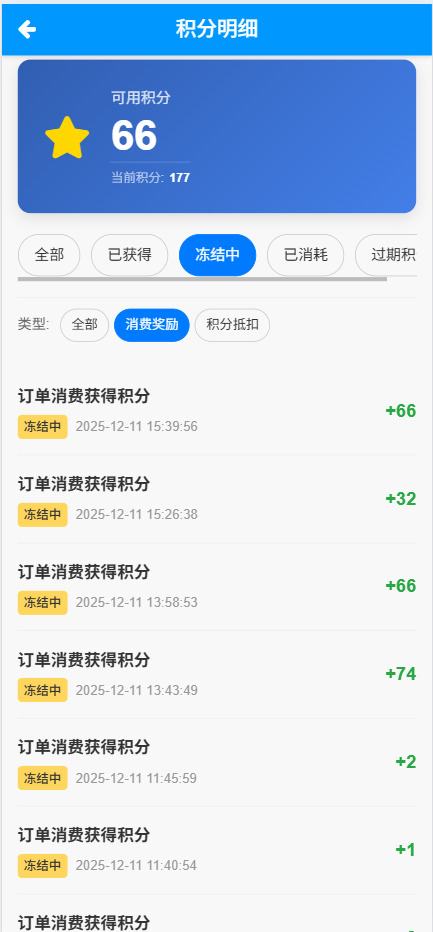 积分明细
可用积分
66
当前积分: 177
全部 已获得 冻结中 已消耗 过期积
类型: 全部 消费奖励 积分抵扣
订单消费获得积分
+66
冻结中 2025-12-11 15:39:56
订单消费获得积分
+32
冻结中 2025-12-11 15:26:38
订单消费获得积分
+66
冻结中 2025-12-11 13:58:53
订单消费获得积分
+74
冻结中 2025-12-11 13:43:49
订单消费获得积分
+2
冻结中 2025-12-11 11:45:59
订单消费获得积分
+1
冻结中 2025-12-11 11:40:54
订单消费获得积分